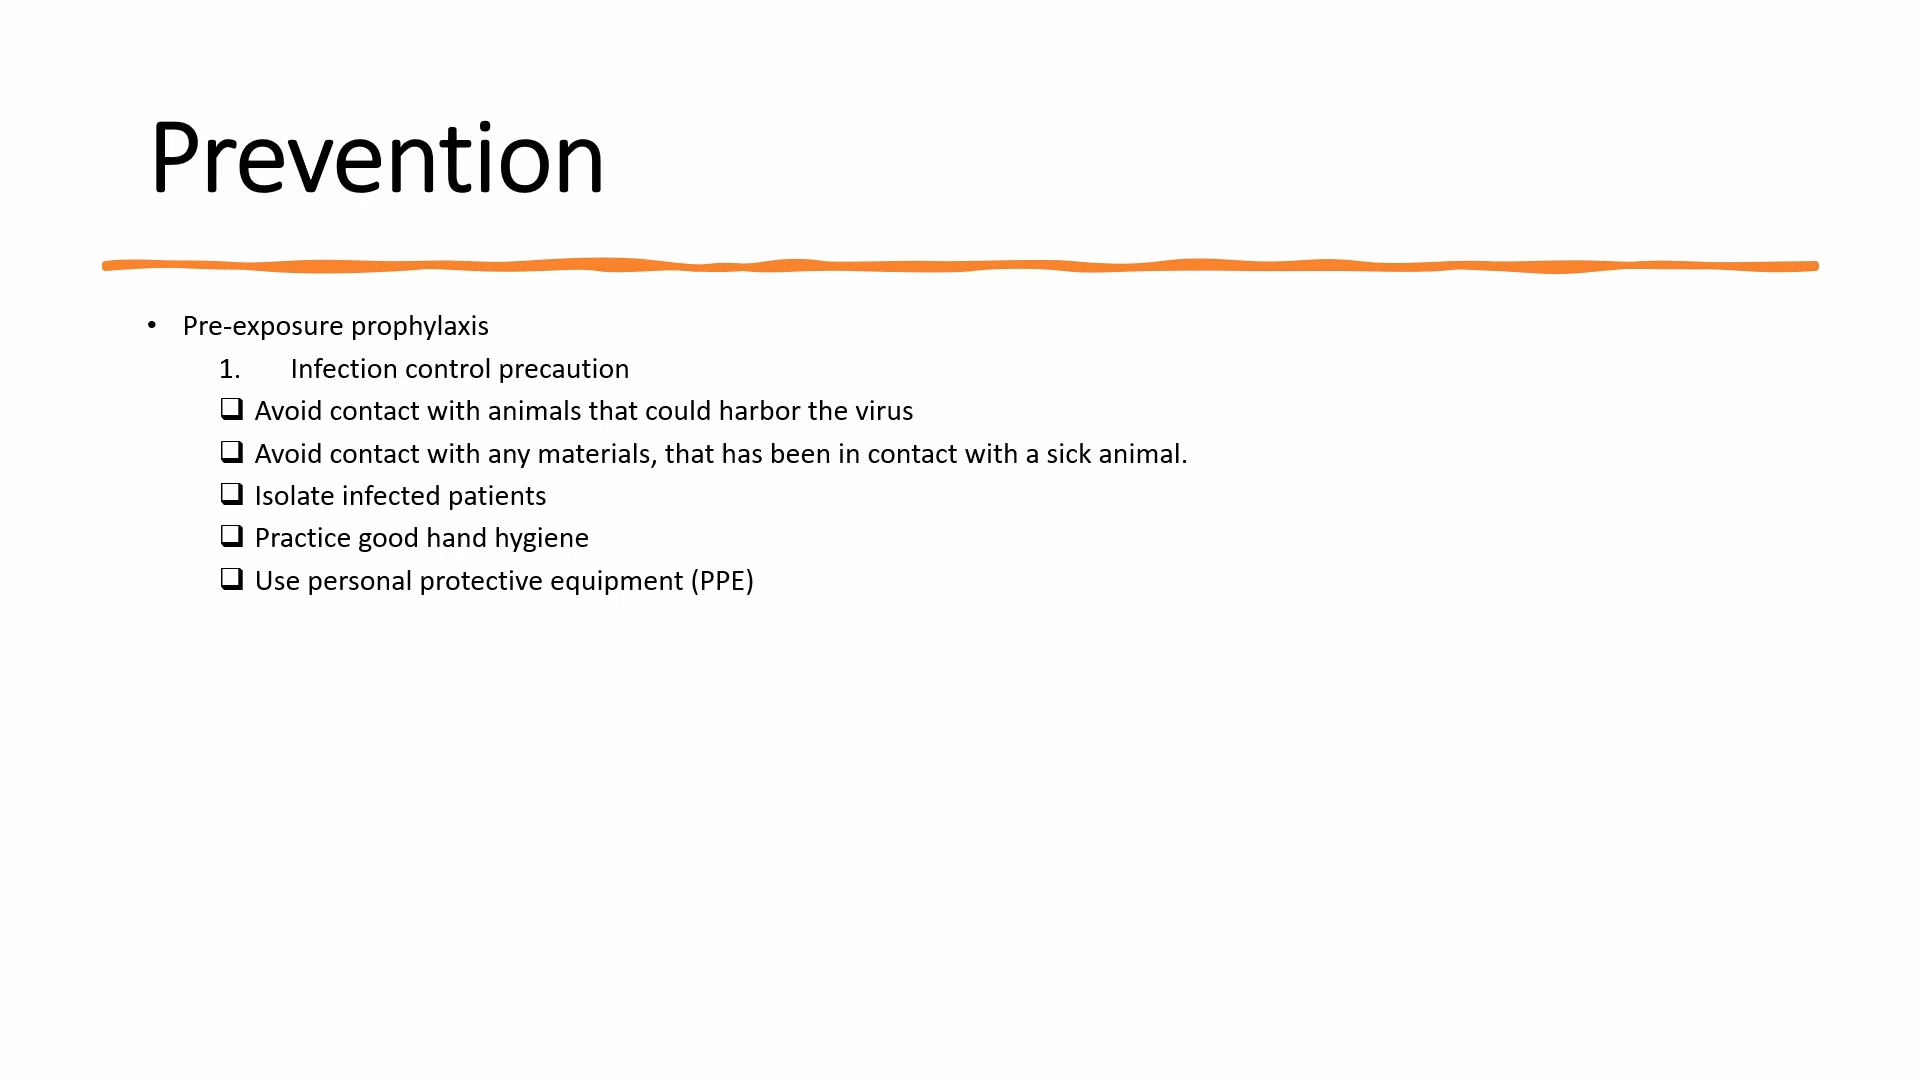 Prevention
• Pre-exposure prophylaxis
1. Infection control precaution
❑ Avoid contact with animals that could harbor the virus
❑ Avoid contact with any materials, that has been in contact with a sick animal.
❑ Isolate infected patients
❑ Practice good hand hygiene
❑ Use personal protective equipment (PPE)